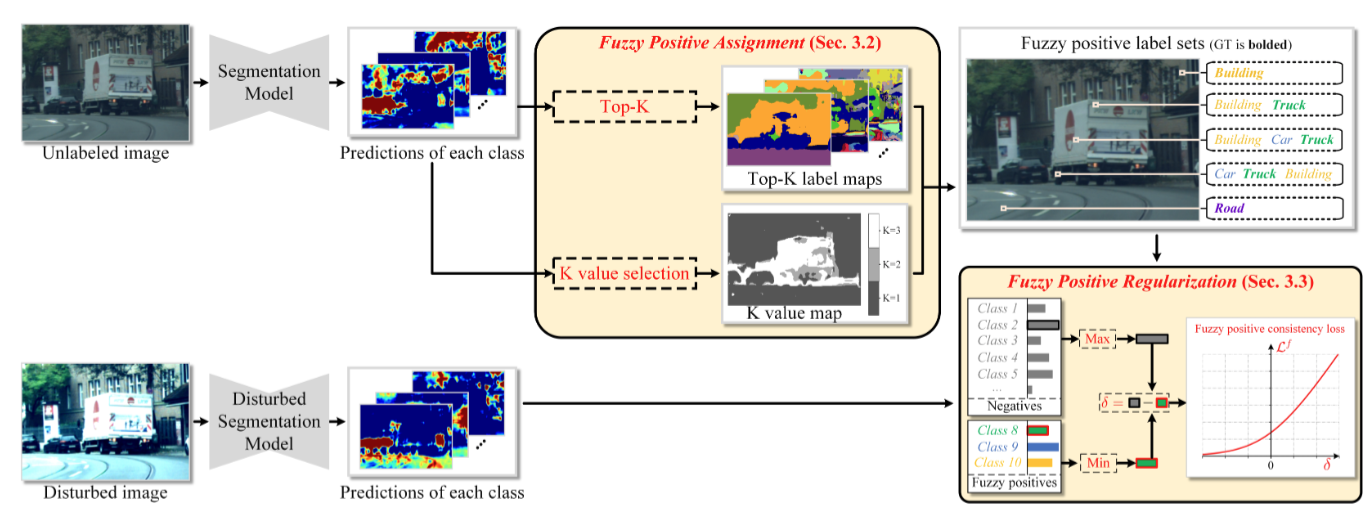 Unlabeled image
Segmentation
Model
Predictions of each class
Fuzzy Positive Assignment (Sec. 3.2)
Top-K
Top-K label maps
K value selection
K=3
K=2
K=1
K value map
Fuzzy positive label sets (GT is bolded)
Building
Building Truck
Building Car Truck
Car Truck Building
Road
Disturbed image
Disturbed
Segmentation
Model
Predictions of each class
Fuzzy Positive Regularization (Sec. 3.3)
Class 1
Class 2
Class 3
Class 4
Class 5
...
Negatives
Class 8
Class 9
Class 10
Fuzzy positives
Max
δ = −
Min
Fuzzy positive consistency loss
ℒᶠ
0
δ